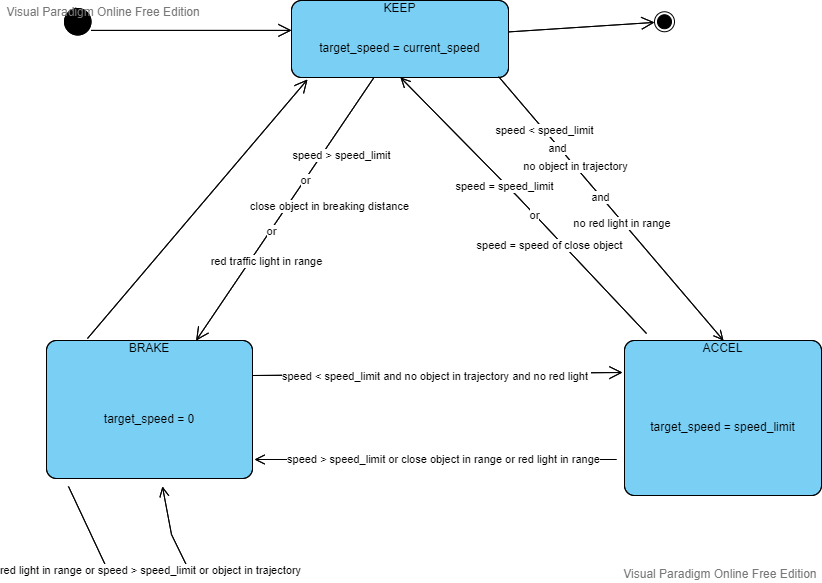 Visual Paradigm Online Free Edition
KEEP
target_speed = current_speed
speed < speed_limit
and
no object in trajectory
and
no red light in range
speed > speed_limit
or
close object in breaking distance
or
red traffic light in range
speed = speed_limit
or
speed = speed of close object
BRAKE
target_speed = 0
ACCEL
target_speed = speed_limit
speed < speed_limit and no object in trajectory and no red light
speed > speed_limit or close object in range or red light in range
red light in range or speed > speed_limit or object in trajectory
Visual Paradigm Online Free Edition